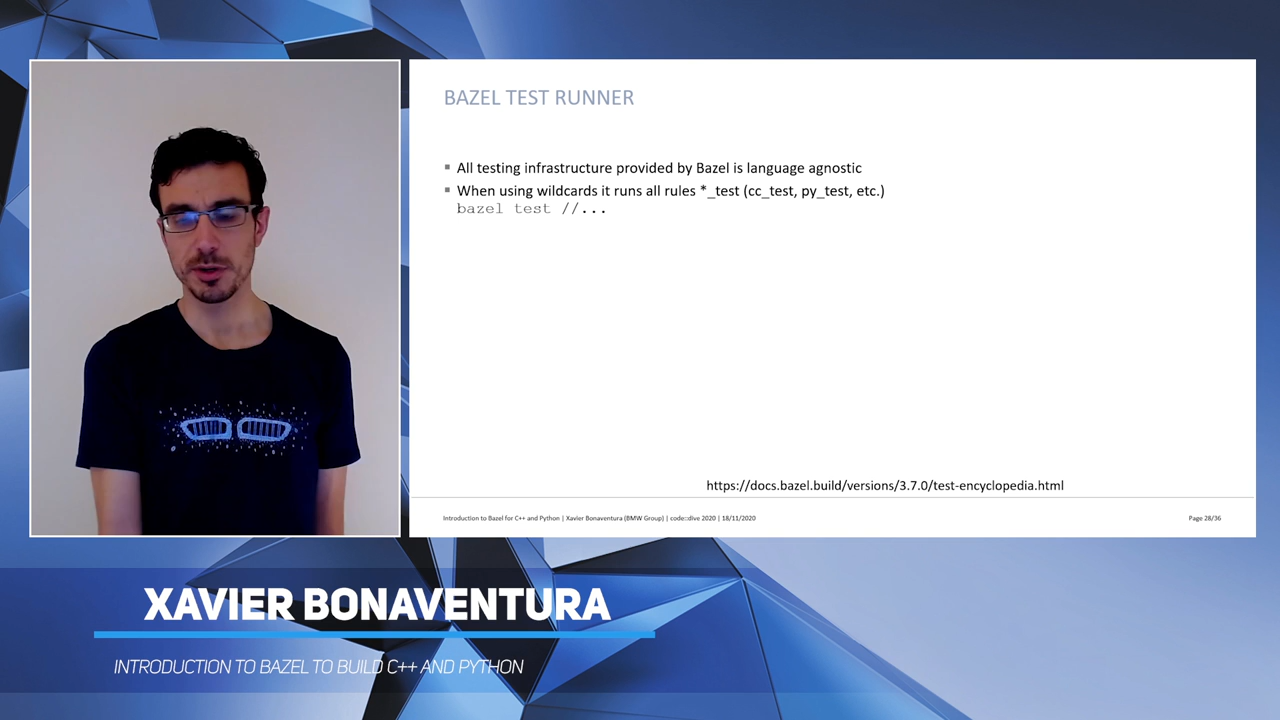 BAZEL TEST RUNNER
All testing infrastructure provided by Bazel is language agnostic
When using wildcards it runs all rules *_test (cc_test, py_test, etc.)
bazel test //...
https://docs.bazel.build/versions/3.7.0/test-encyclopedia.html
Introduction to Bazel for C++ and Python | Xavier Bonaventura (BMW Group) | code::dive 2020 | 18/11/2020
Page 28/36
XAVIER BONAVENTURA
INTRODUCTION TO BAZEL TO BUILD C++ AND PYTHON